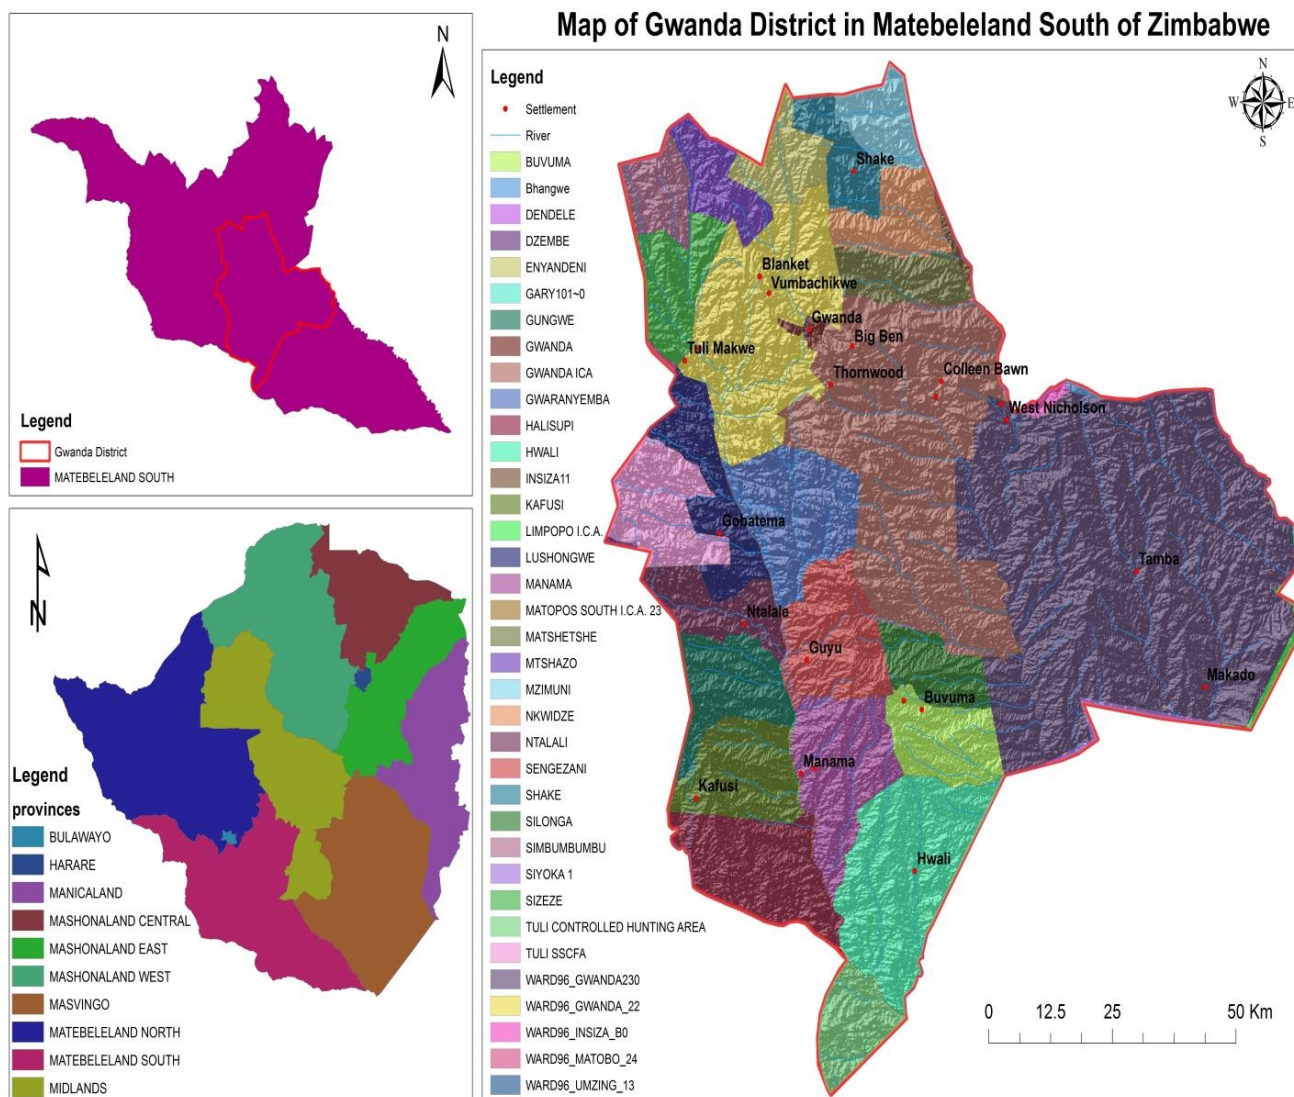 Map of Gwanda District in Matebeleland South of Zimbabwe
N
Legend
Gwanda District
MATEBELELAND SOUTH
N
Legend
provinces
BULAWAYO
HARARE
MANICALAND
MASHONALAND CENTRAL
MASHONALAND EAST
MASHONALAND WEST
MASVINGO
MATEBELELAND NORTH
MATEBELELAND SOUTH
MIDLANDS
Legend
Settlement
River
BUVUMA
Bhangwe
DENDELE
DZEMBE
ENYANDENI
GARY101~0
GUNGWE
GWANDA
GWANDA ICA
GWARANYEMBA
HALISUPI
HWALI
INSIZA11
KAFUSI
LIMPOPO I.C.A.
LUSHONGWE
MANAMA
MATOPOS SOUTH I.C.A. 23
MATSHETSHE
MTSHAZO
MZIMUNI
NKWIDZE
NTALALI
SENGEZANI
SHAKE
SILONGA
SIMBUMBUMBU
SIYOKA 1
SIZEZE
TULI CONTROLLED HUNTING AREA
TULI SSCFA
WARD96_GWANDA230
WARD96_GWANDA_22
WARD96_INSIZA_B0
WARD96_MATOBO_24
WARD96_UMZING_13
N
W E
S
Shake
Blanket
Vumbachikwe
Gwanda
Big Ben
Tuli Makwe
Thornwood
Colleen Bawn
West Nicholson
Gobatema
Tamba
Ntalale
Guyu
Makado
Buvuma
Manama
Kafusi
Hwali
0 12.5 25 50 Km